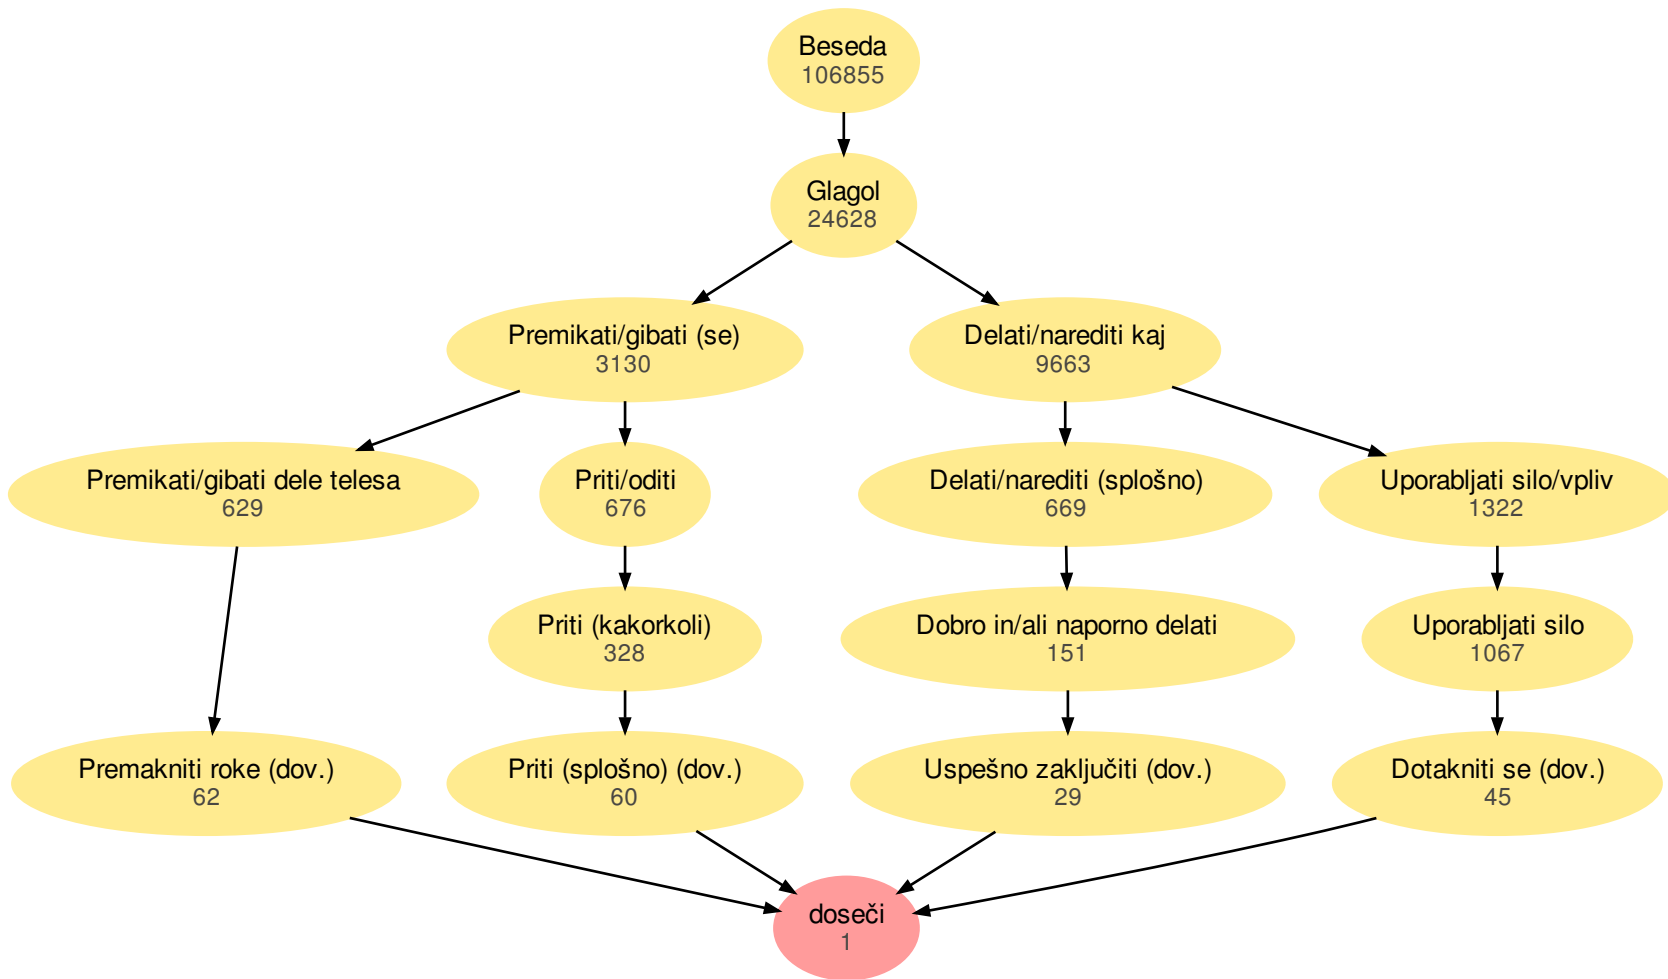 Beseda
106855
Glagol
24628
Premikati/gibati (se)
3130
Delati/narediti kaj
9663
Premikati/gibati dele telesa
629
Priti/oditi
676
Delati/narediti (splošno)
669
Uporabljati silo/vpliv
1322
Priti (kakorkoli)
328
Dobro in/ali naporno delati
151
Uporabljati silo
1067
Premakniti roke (dov.)
62
Priti (splošno) (dov.)
60
Uspešno zaključiti (dov.)
29
Dotakniti se (dov.)
45
doseči
1